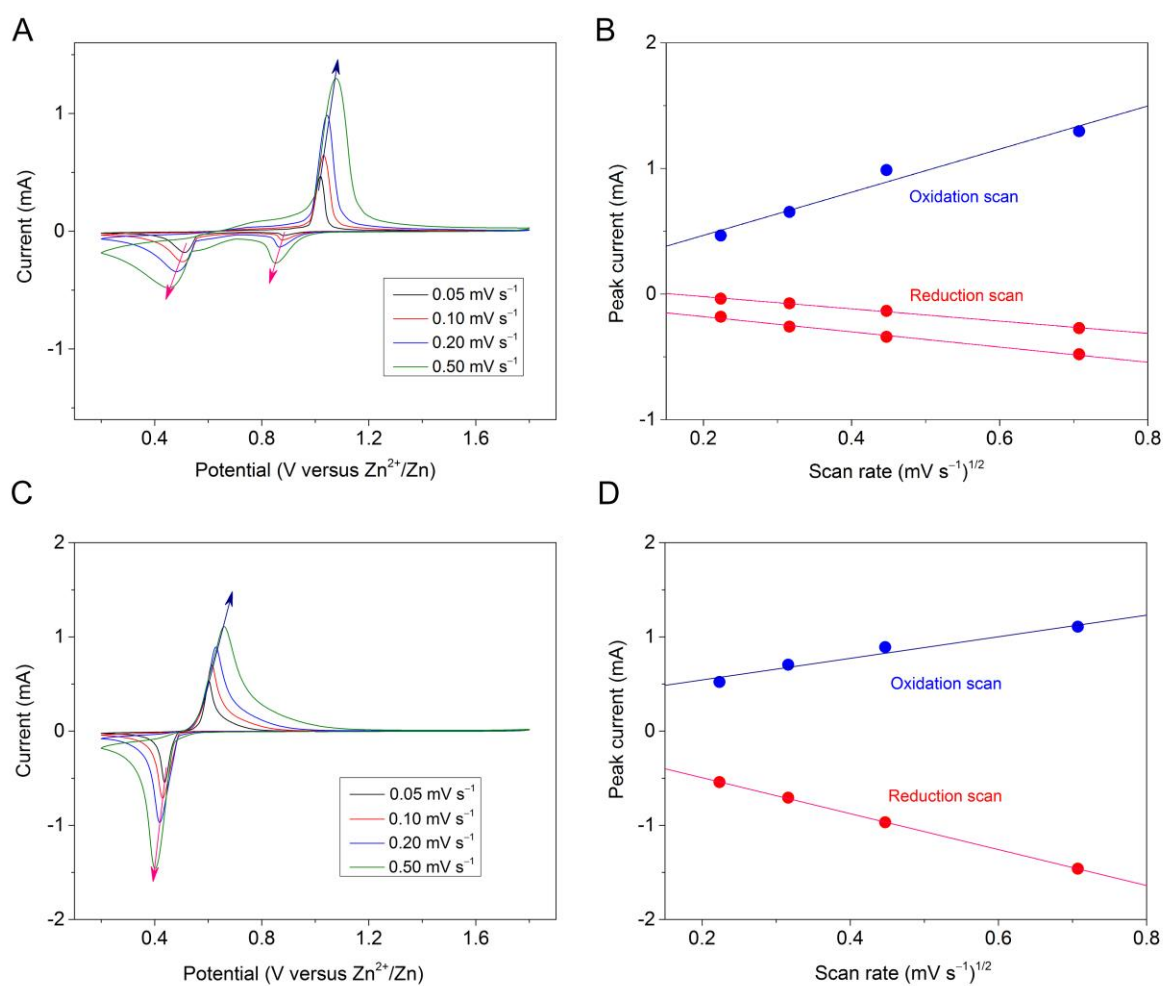 A
Current (mA)
1
0
-1
0.4 0.8 1.2 1.6
Potential (V versus Zn²⁺/Zn)
0.05 mV s⁻¹
0.10 mV s⁻¹
0.20 mV s⁻¹
0.50 mV s⁻¹
B
Peak current (mA)
2
1
0
-1
Oxidation scan
Reduction scan
0.2 0.4 0.6 0.8
Scan rate (mV s⁻¹)¹ᐟ²
C
Current (mA)
2
1
0
-1
-2
0.4 0.8 1.2 1.6
Potential (V versus Zn²⁺/Zn)
0.05 mV s⁻¹
0.10 mV s⁻¹
0.20 mV s⁻¹
0.50 mV s⁻¹
D
Peak current (mA)
2
1
0
-1
-2
Oxidation scan
Reduction scan
0.2 0.4 0.6 0.8
Scan rate (mV s⁻¹)¹ᐟ²